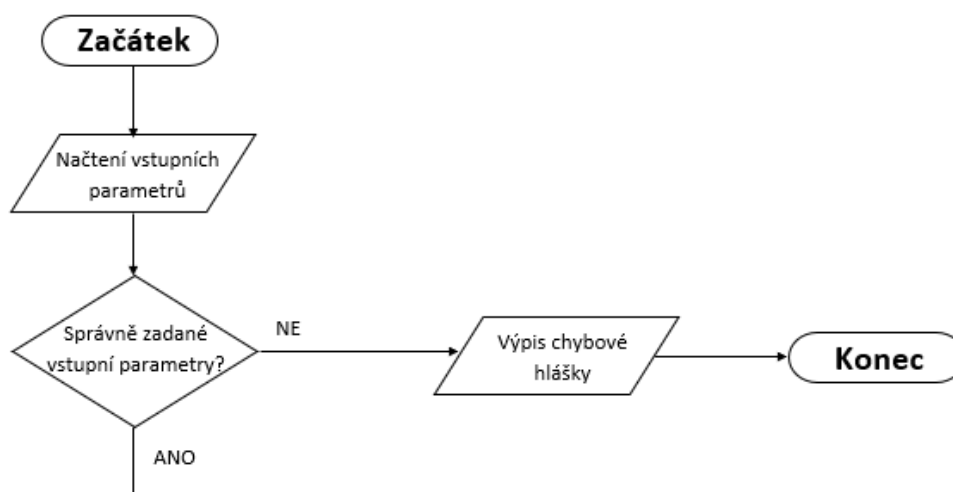 Začátek
Načtení vstupních
parametrů
Správně zadané
vstupní parametry?
NE
Výpis chybové
hlášky
Konec
ANO